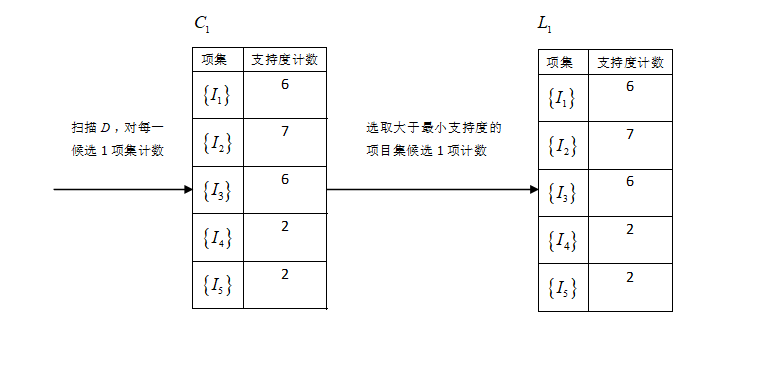 C₁ L₁
项集 支持度计数 项集 支持度计数
{I₁} 6 {I₁} 6
扫描 D，对每一 选取大于最小支持度的
{I₂} 7 {I₂} 7
候选 1 项集计数 项目集候选 1 项计数
{I₃} 6 {I₃} 6
{I₄} 2 {I₄} 2
{I₅} 2 {I₅} 2